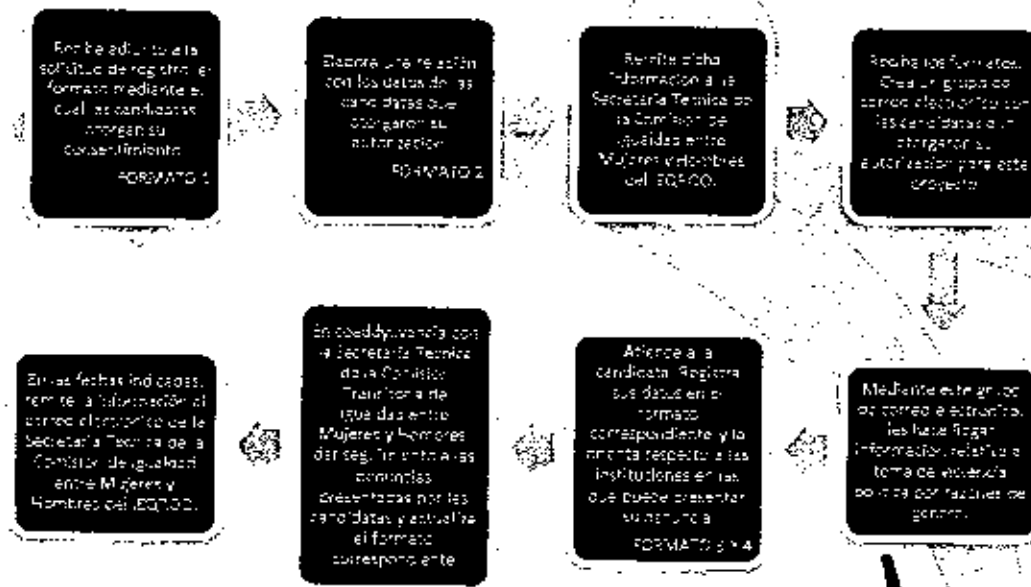 Recibe adjunto a la
solicitud de registro, el
formato mediante el
cual las candidatas
otorgan su
consentimiento
FORMATO 1
Elabora una relación
con los datos de las
candidatas que
otorgaron su
autorización
FORMATO 2
Remite dicha
información a la
Secretaría Técnica de
la Comisión de
Igualdad entre
Mujeres y Hombres
del IEQROO.
Recibe los formatos.
Crea un grupo de
correo electrónico con
las candidatas que
otorgaron su
autorización para este
proyecto
Mediante este grupo
de correo electrónico,
les hace llegar
información relativa al
tema de violencia
política por razones de
género.
Atiende a la
candidata. Registra
sus datos en el
formato
correspondiente y la
orienta respecto a las
instituciones en las
que puede presentar
su denuncia
FORMATO 3 Y 4
En coadyuvancia con
la Secretaría Técnica
de la Comisión
Transitoria de
Igualdad entre
Mujeres y Hombres
dar seguimiento a las
denuncias
presentadas por las
candidatas y actualiza
el formato
correspondiente
En las fechas indicadas,
remite la información al
correo electrónico de la
Secretaría Técnica de la
Comisión de Igualdad
entre Mujeres y
Hombres del IEQROO.